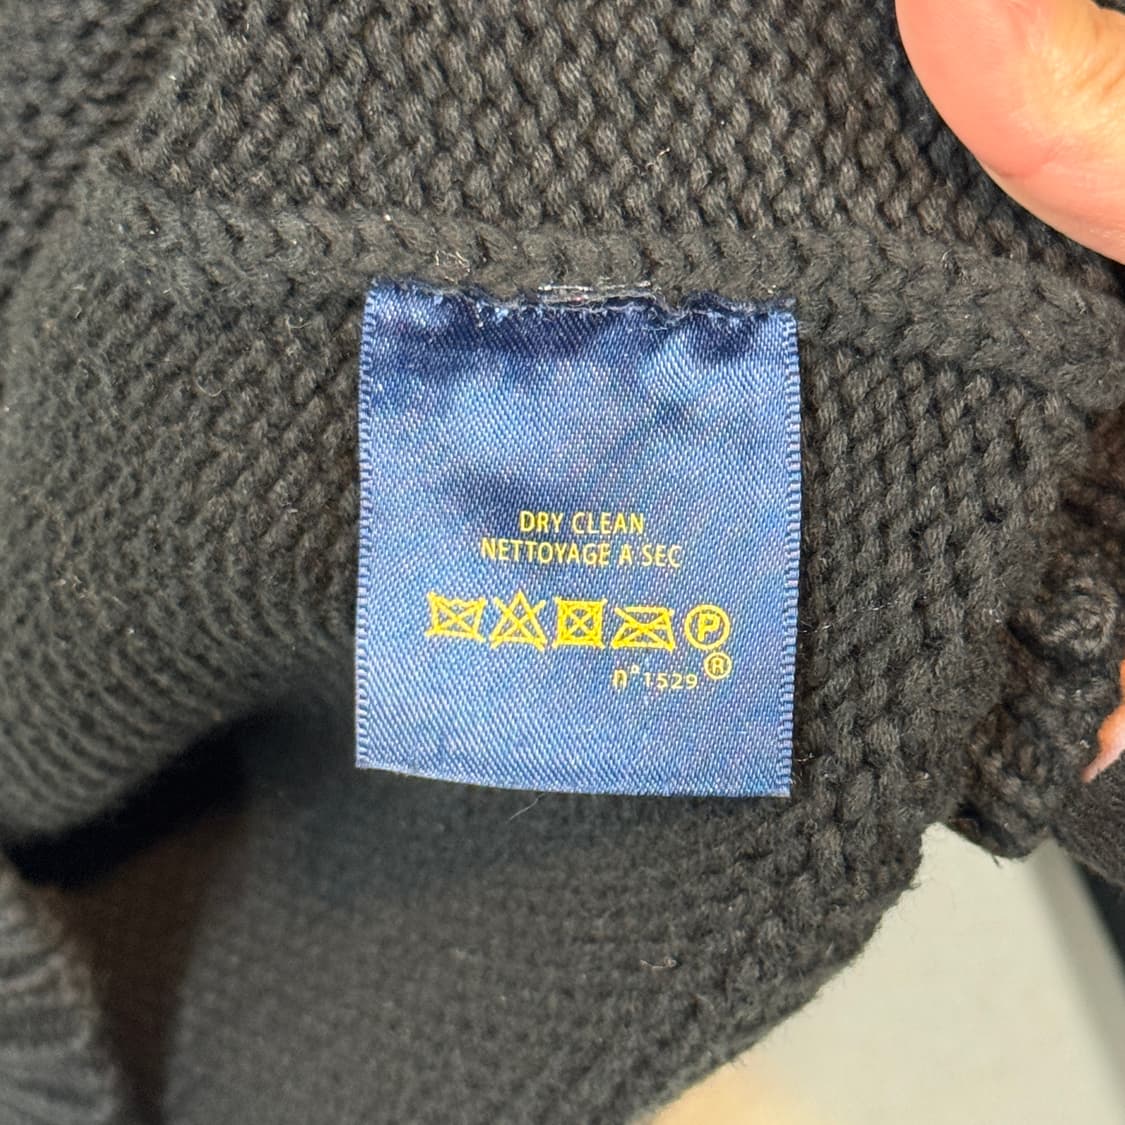 DRY CLEAN
NETTOYAGE A SEC
P
n°1529 ®